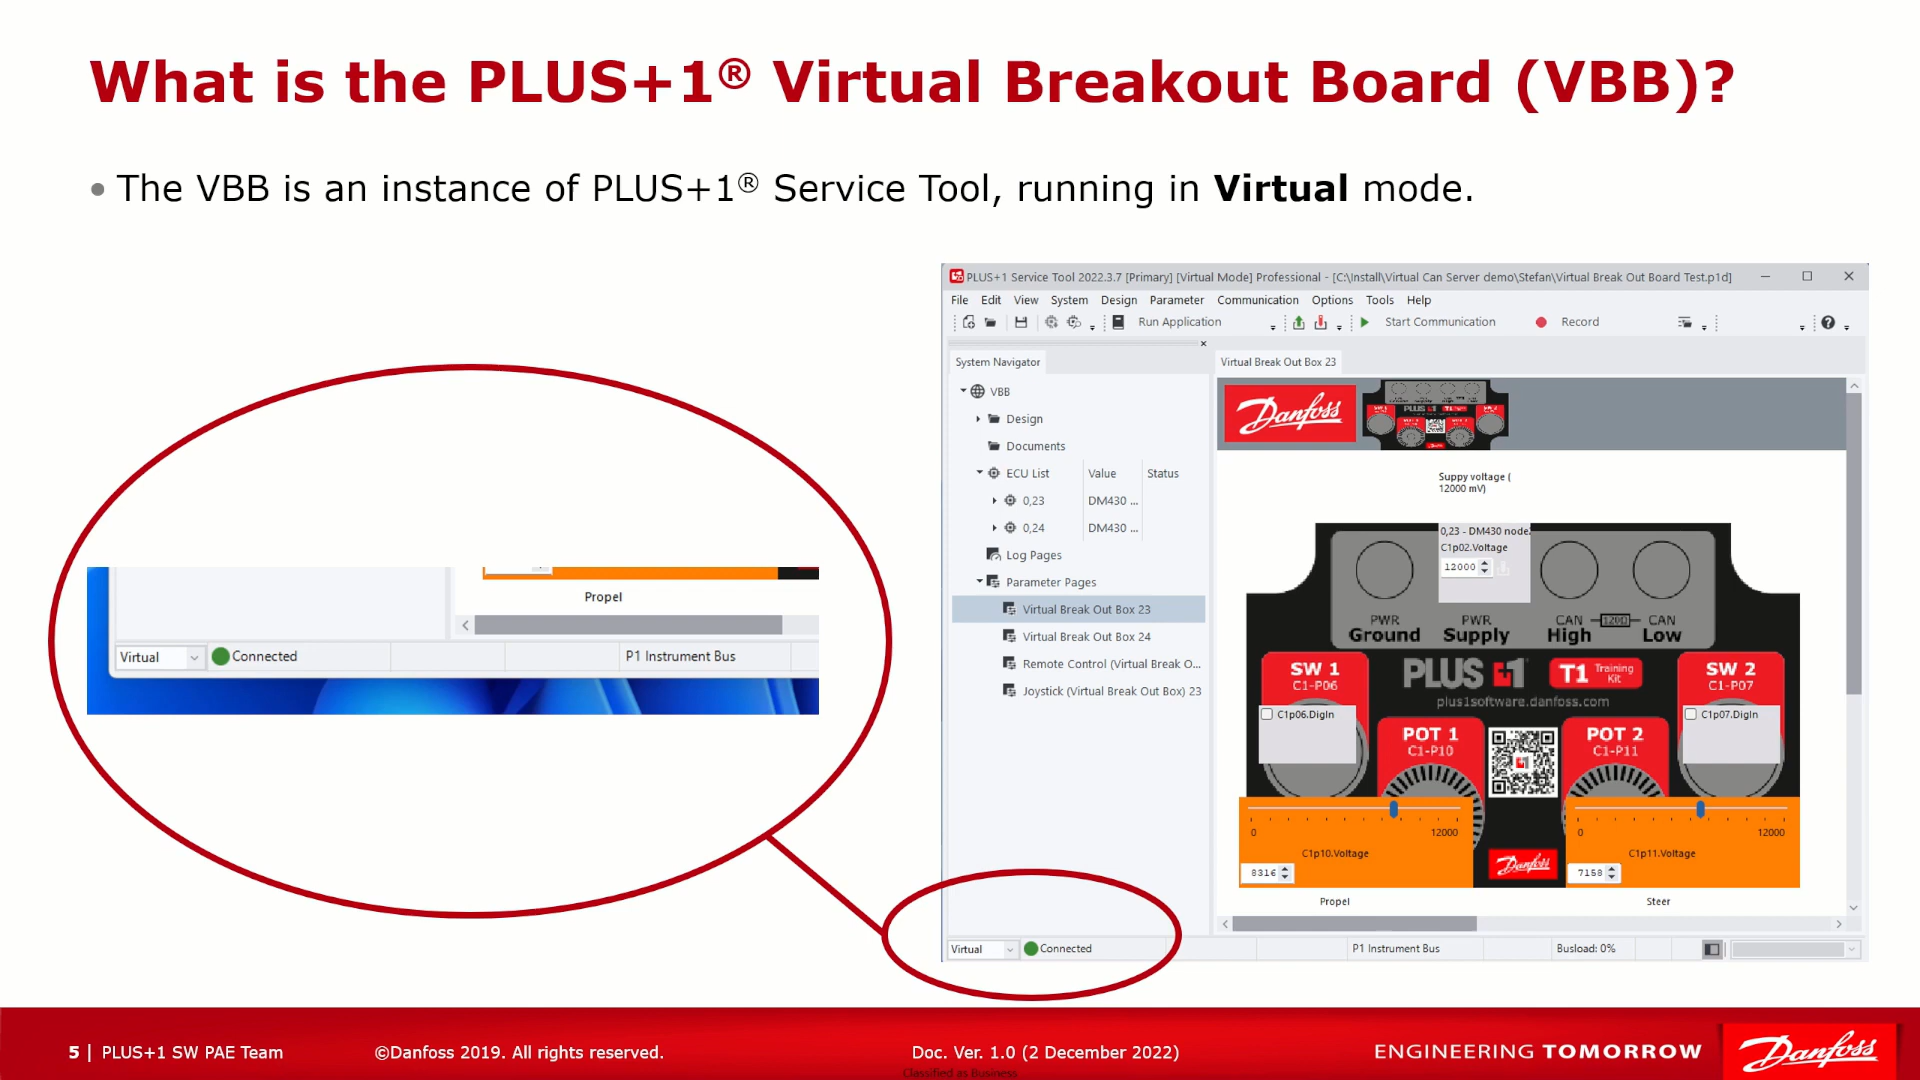 What is the PLUS+1® Virtual Breakout Board (VBB)?
• The VBB is an instance of PLUS+1® Service Tool, running in Virtual mode.
PLUS+1 Service Tool 2022.3.7 [Primary] [Virtual Mode] Professional - [C:\Install\Virtual Can Server demo\Stefan\Virtual Break Out Board Test.p1d]
File Edit View System Design Parameter Communication Options Tools Help
Run Application Start Communication Record
System Navigator
VBB
Design
Documents
ECU List Value Status
0,23 DM430 ...
0,24 DM430 ...
Log Pages
Parameter Pages
Virtual Break Out Box 23
Virtual Break Out Box 24
Remote Control (Virtual Break O...
Joystick (Virtual Break Out Box) 23
Virtual Break Out Box 23
Danfoss
Suppy voltage (
12000 mV)
0,23 - DM430 node.
C1p02.Voltage
12000
PWR Ground
PWR Supply
CAN High
120Ω
CAN Low
SW 1
C1-P06
PLUS+1
T1 Training Kit
SW 2
C1-P07
plus1software.danfoss.com
C1p06.DigIn
C1p07.DigIn
POT 1
C1-P10
POT 2
C1-P11
0 12000
C1p10.Voltage
8316
Danfoss
0 12000
C1p11.Voltage
7158
Propel
Steer
Virtual Connected P1 Instrument Bus Busload: 0%
Propel
Virtual Connected P1 Instrument Bus
5 | PLUS+1 SW PAE Team
©Danfoss 2019. All rights reserved.
Doc. Ver. 1.0 (2 December 2022)
Classified as Business
ENGINEERING TOMORROW
Danfoss